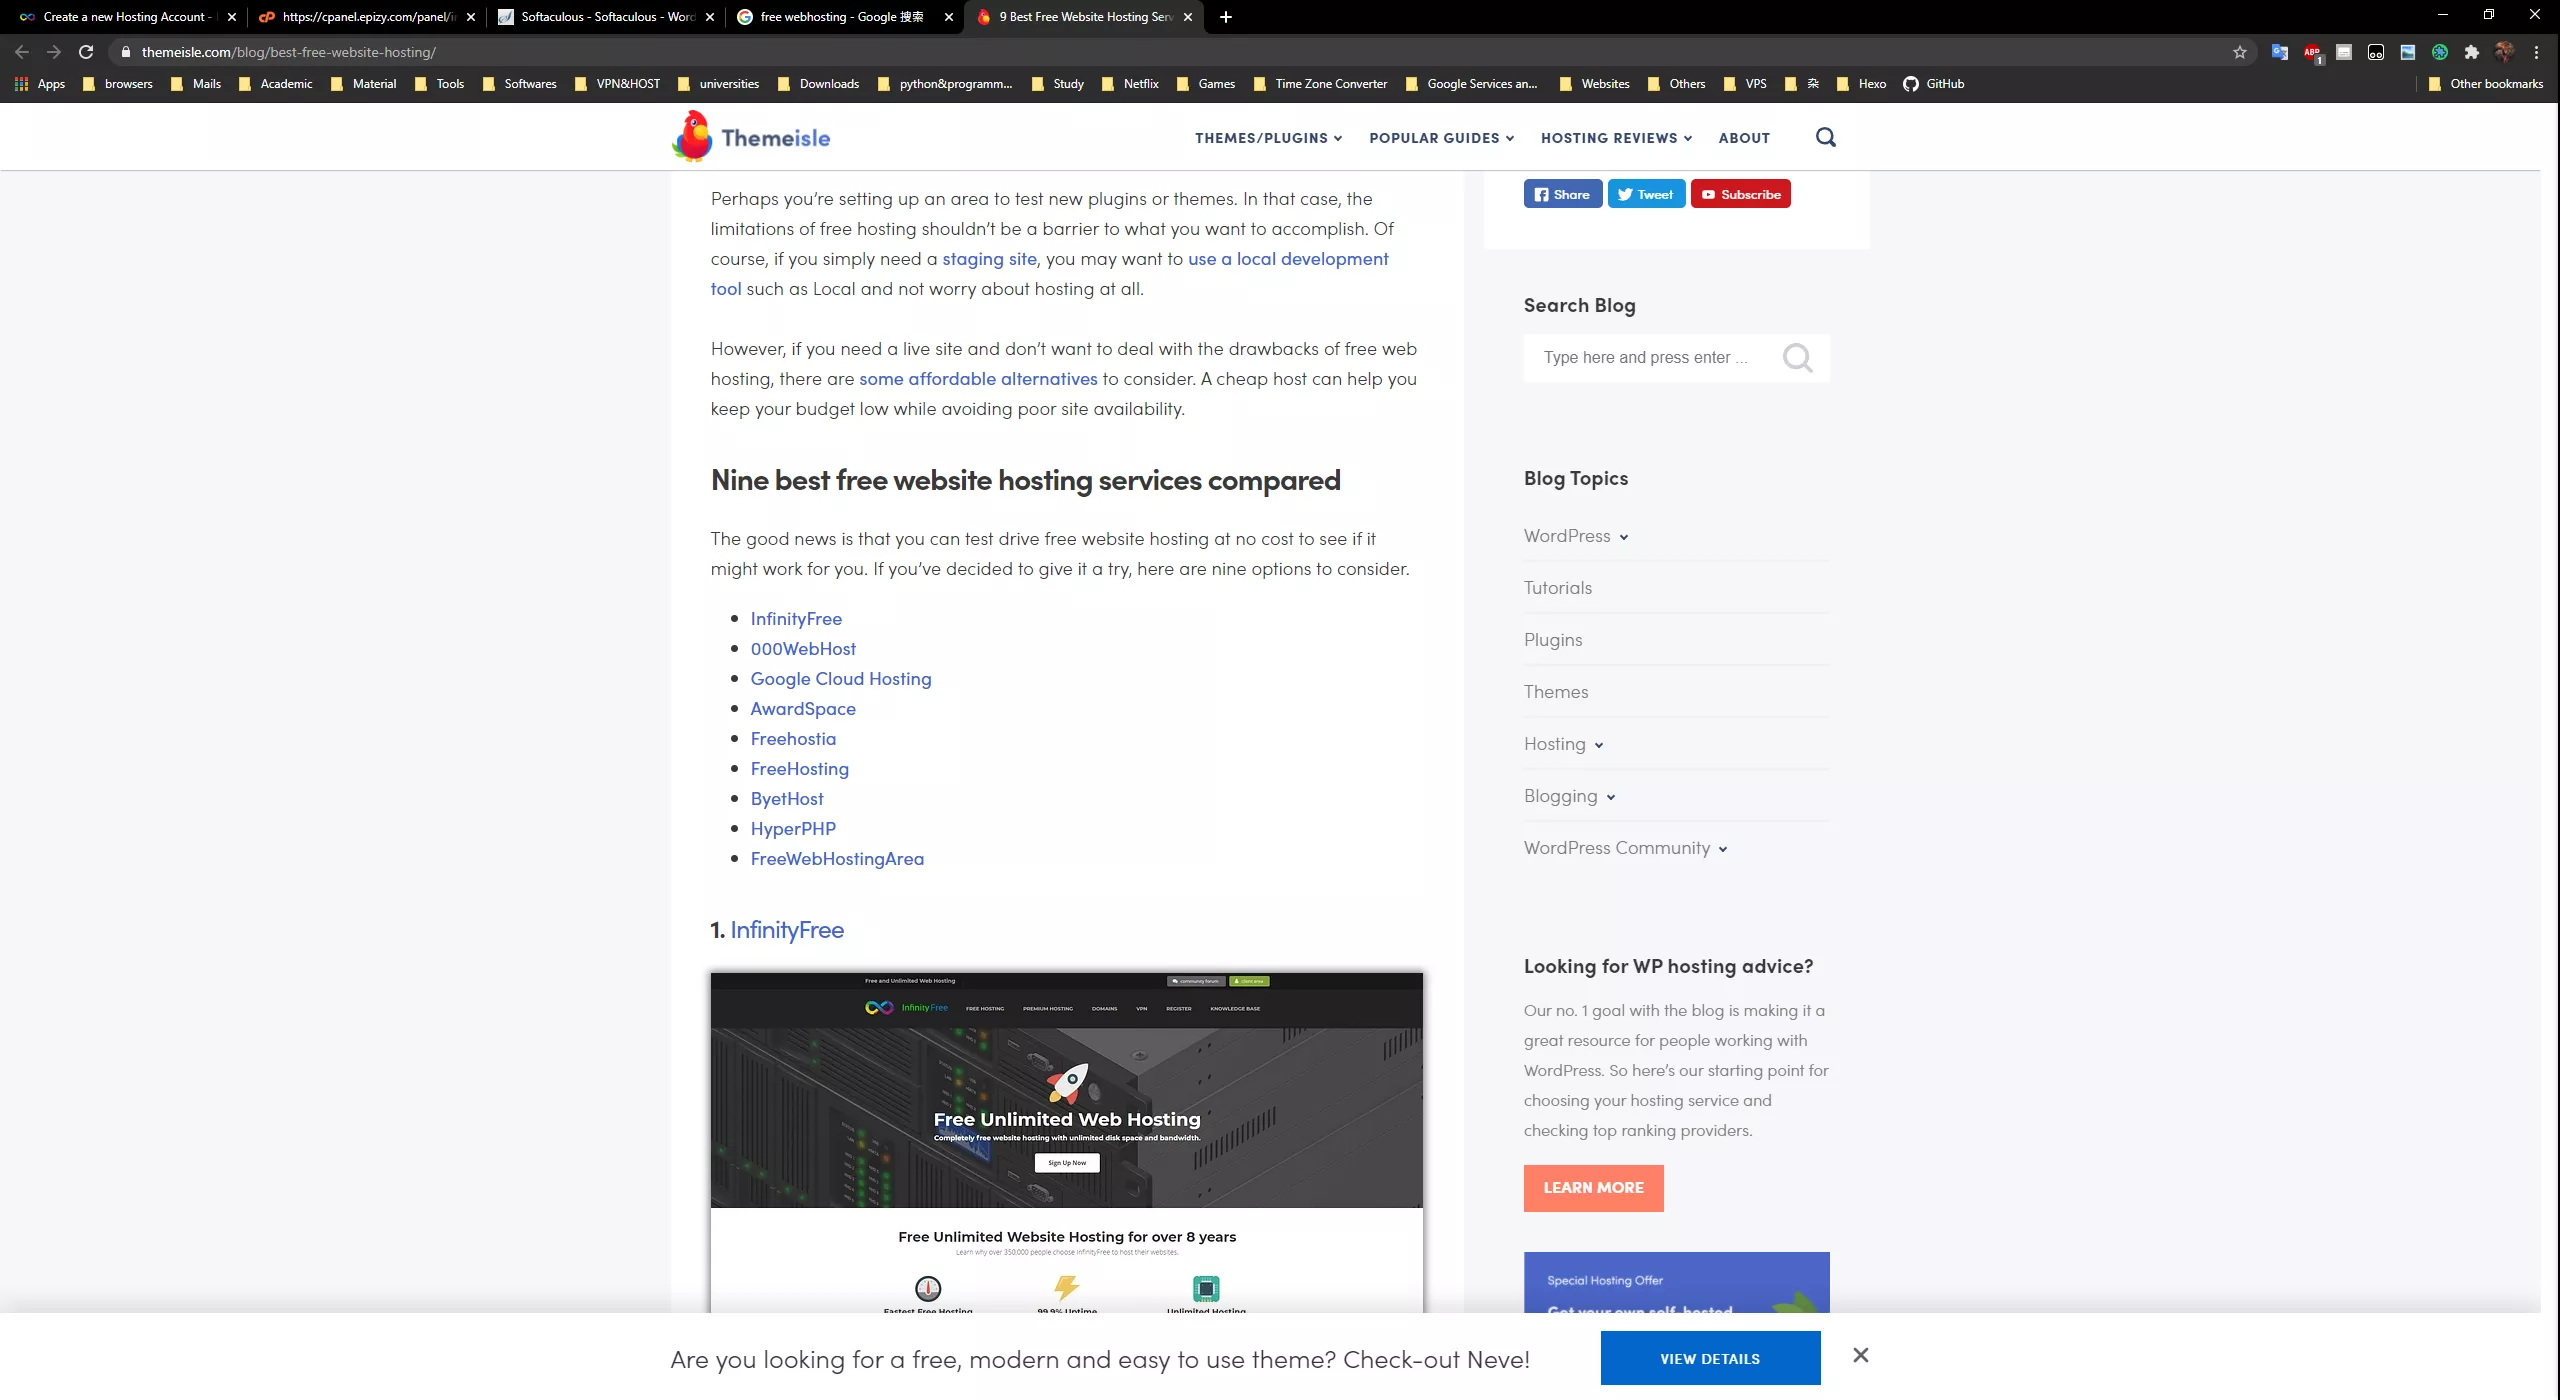 Create a new Hosting Account -
https://cpanel.epizy.com/panel/i
Softaculous - Softaculous - Word
free webhosting - Google 搜索
9 Best Free Website Hosting Serv
themeisle.com/blog/best-free-website-hosting/
ABP
1
Apps browsers Mails Academic Material Tools Softwares VPN&HOST universities Downloads python&programm... Study Netflix Games Time Zone Converter Google Services an... Websites Others VPS 杂 Hexo GitHub Other bookmarks
Themeisle
THEMES/PLUGINS POPULAR GUIDES HOSTING REVIEWS ABOUT
Perhaps you’re setting up an area to test new plugins or themes. In that case, the
limitations of free hosting shouldn’t be a barrier to what you want to accomplish. Of
course, if you simply need a staging site, you may want to use a local development
tool such as Local and not worry about hosting at all.
However, if you need a live site and don’t want to deal with the drawbacks of free web
hosting, there are some affordable alternatives to consider. A cheap host can help you
keep your budget low while avoiding poor site availability.
Nine best free website hosting services compared
The good news is that you can test drive free website hosting at no cost to see if it
might work for you. If you’ve decided to give it a try, here are nine options to consider.
InfinityFree
000WebHost
Google Cloud Hosting
AwardSpace
Freehostia
FreeHosting
ByetHost
HyperPHP
FreeWebHostingArea
1. InfinityFree
Free and Unlimited Web Hosting
community forum client area
InfinityFree FREE HOSTING PREMIUM HOSTING DOMAINS VPN REGISTER KNOWLEDGE BASE
Free Unlimited Web Hosting
Completely free website hosting with unlimited disk space and bandwidth.
Sign Up Now
Free Unlimited Website Hosting for over 8 years
Learn why over 350,000 people choose InfinityFree to host their websites.
Fastest Free Hosting 99.9% Uptime Unlimited Hosting
Share Tweet Subscribe
Search Blog
Type here and press enter ...
Blog Topics
WordPress
Tutorials
Plugins
Themes
Hosting
Blogging
WordPress Community
Looking for WP hosting advice?
Our no. 1 goal with the blog is making it a
great resource for people working with
WordPress. So here’s our starting point for
choosing your hosting service and
checking top ranking providers.
LEARN MORE
Special Hosting Offer
Get your own self-hosted
Are you looking for a free, modern and easy to use theme? Check-out Neve!
VIEW DETAILS